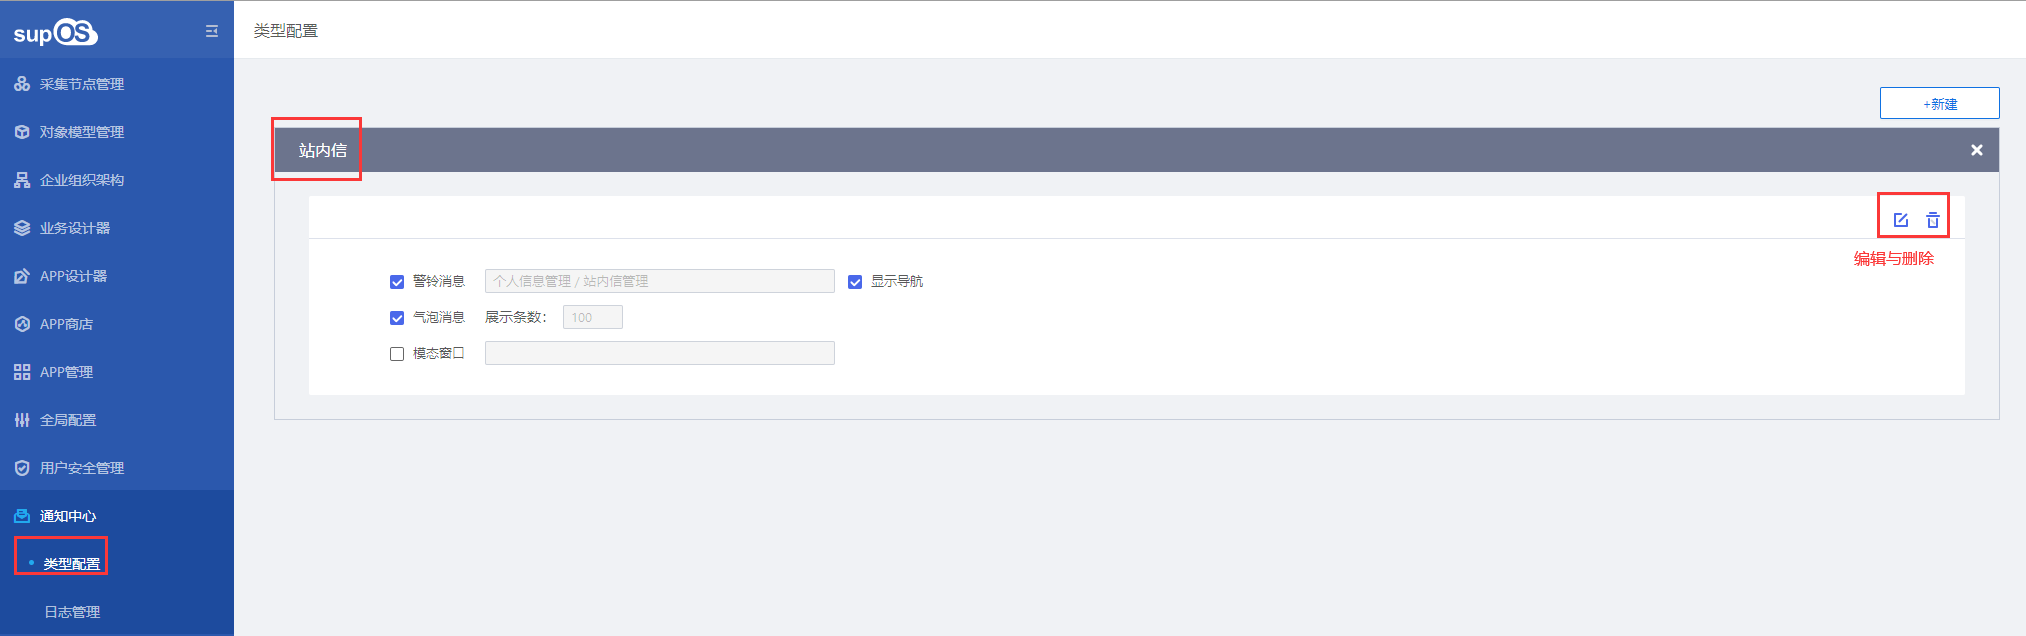 supOS
采集节点管理
对象模型管理
企业组织架构
业务设计器
APP设计器
APP商店
APP管理
全局配置
用户安全管理
通知中心
类型配置
日志管理
类型配置
+新建
站内信
编辑与删除
警铃消息 个人信息管理 / 站内信管理 显示导航
气泡消息 展示条数： 100
模态窗口